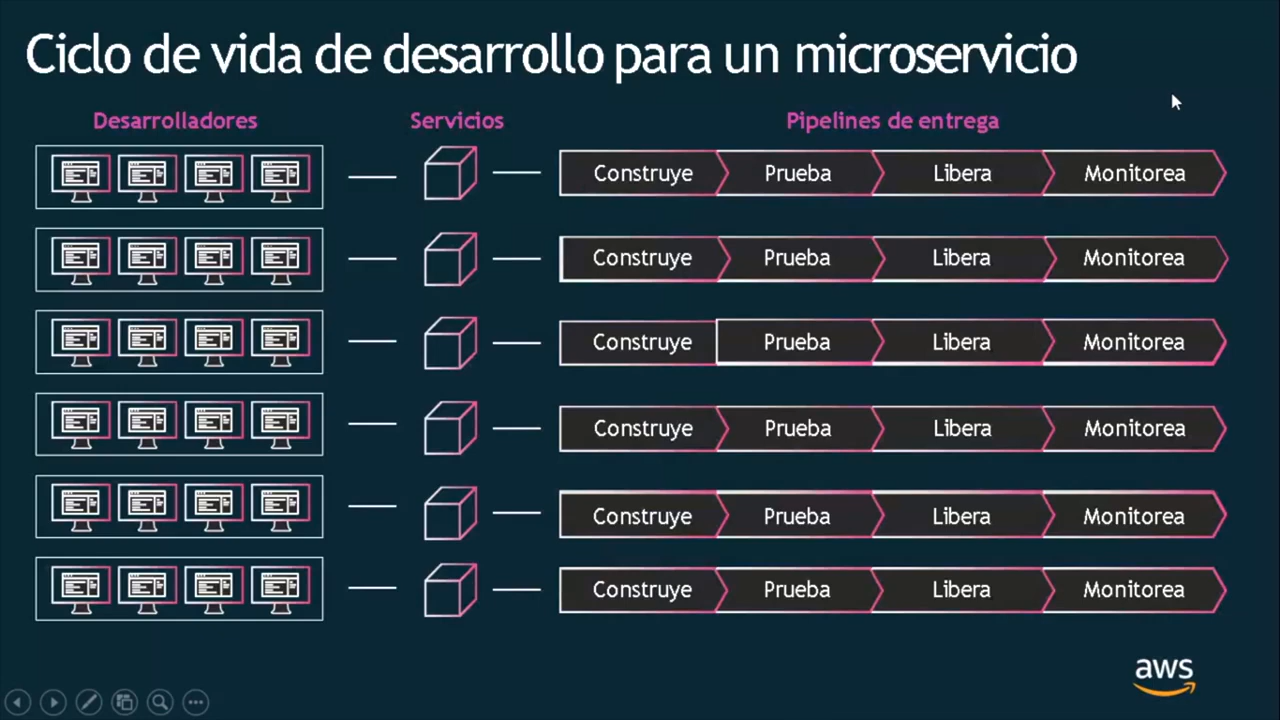 Ciclo de vida de desarrollo para un microservicio
Desarrolladores Servicios Pipelines de entrega
Construye Prueba Libera Monitorea
Construye Prueba Libera Monitorea
Construye Prueba Libera Monitorea
Construye Prueba Libera Monitorea
Construye Prueba Libera Monitorea
Construye Prueba Libera Monitorea
aws